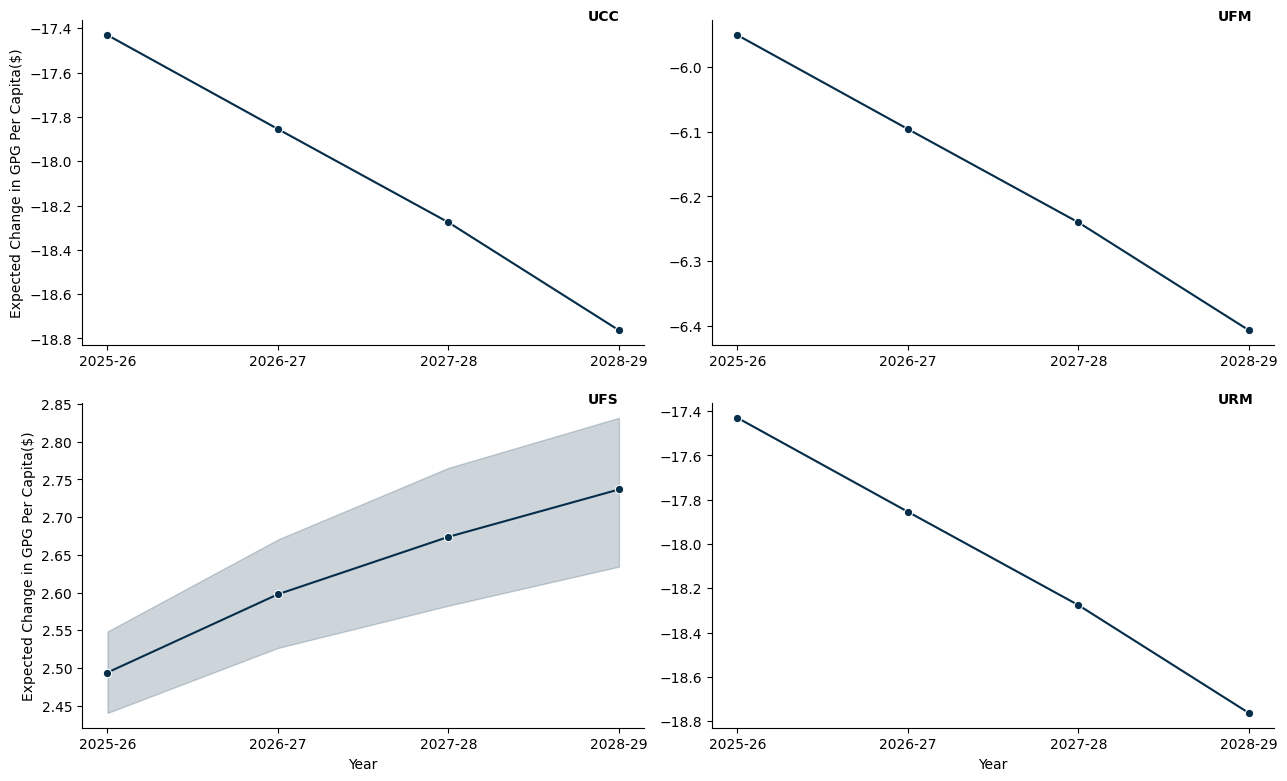 UCC
Expected Change in GPG Per Capita($)
−17.4
−17.6
−17.8
−18.0
−18.2
−18.4
−18.6
−18.8
2025-26 2026-27 2027-28 2028-29
UFM
−6.0
−6.1
−6.2
−6.3
−6.4
2025-26 2026-27 2027-28 2028-29
UFS
Expected Change in GPG Per Capita($)
2.85
2.80
2.75
2.70
2.65
2.60
2.55
2.50
2.45
2025-26 2026-27 2027-28 2028-29
Year
URM
−17.4
−17.6
−17.8
−18.0
−18.2
−18.4
−18.6
−18.8
2025-26 2026-27 2027-28 2028-29
Year